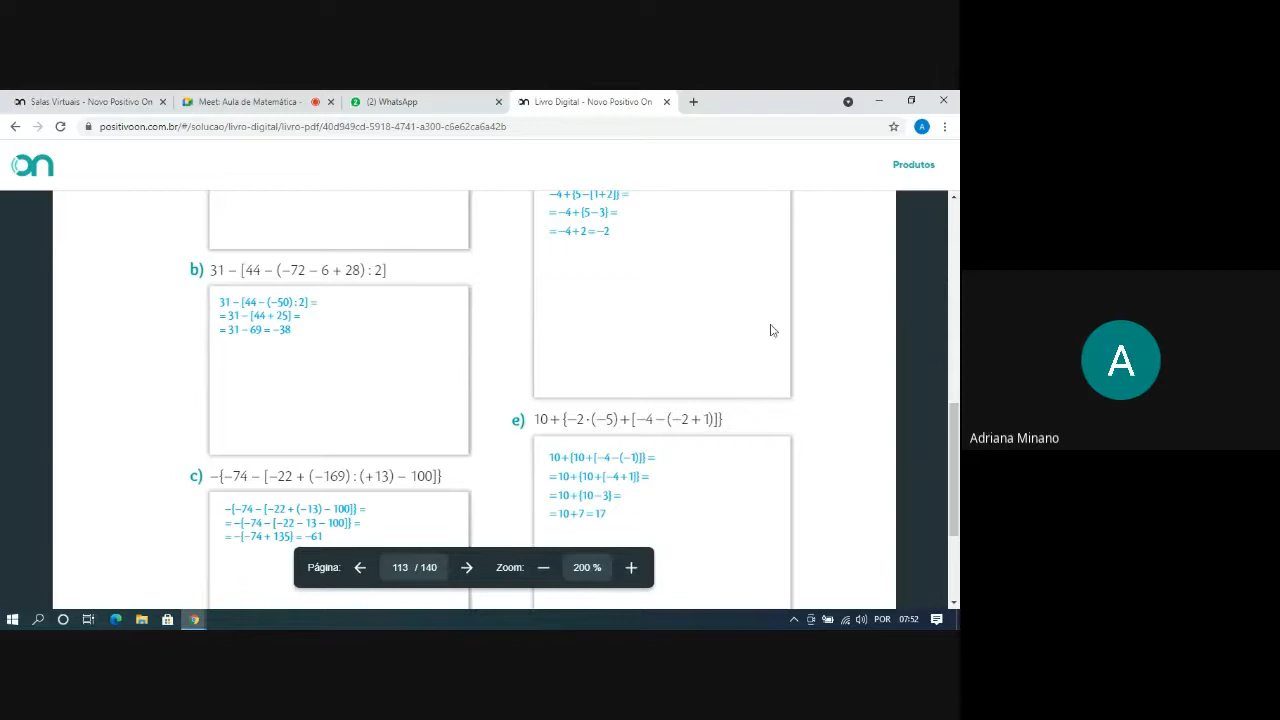 Salas Virtuais - Novo Positivo On
Meet: Aula de Matemática -
(2) WhatsApp
Livro Digital - Novo Positivo On
positivoon.com.br/#/solucao/livro-digital/livro-pdf/40d949cd-5918-4741-a300-c6e62ca6a42b
A
on
Produtos
b) 31 – [44 – (–72 – 6 + 28) : 2]
31 – [44 – (–50) : 2] =
= 31 – [44 + 25] =
= 31 – 69 = –38
c) –{–74 – [–22 + (–169) : (+13) – 100]}
–{–74 – [–22 + (–13) – 100]} =
= –{–74 – [–22 – 13 – 100]} =
= –{–74 + 135} = –61
–4 + {5 – [1 + 2]} =
= –4 + {5 – 3} =
= –4 + 2 = –2
e) 10 + {–2 · (–5) + [–4 – (–2 + 1)]}
10 + {10 + [–4 – (–1)]} =
= 10 + {10 + [–4 + 1]} =
= 10 + {10 – 3} =
= 10 + 7 = 17
Página: 113 / 140 Zoom: 200 %
POR 07:52
A
Adriana Minano